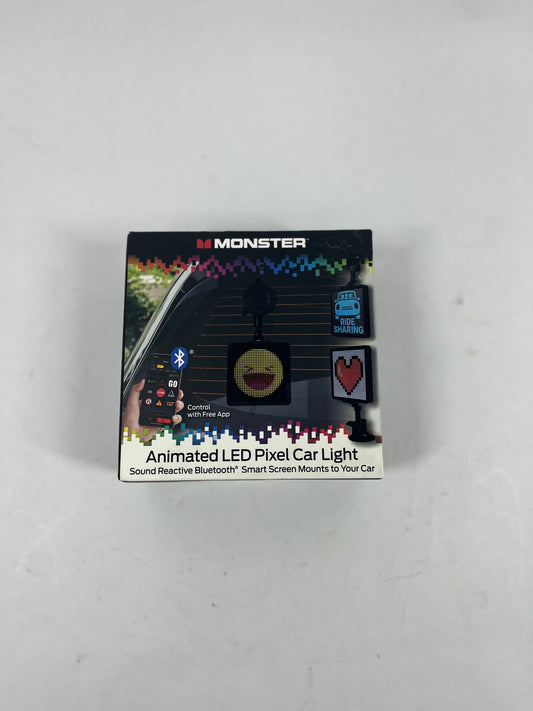 MONSTER
RIDE
SHARING
GO
Control
with Free App
Animated LED Pixel Car Light
Sound Reactive Bluetooth® Smart Screen Mounts to Your Car